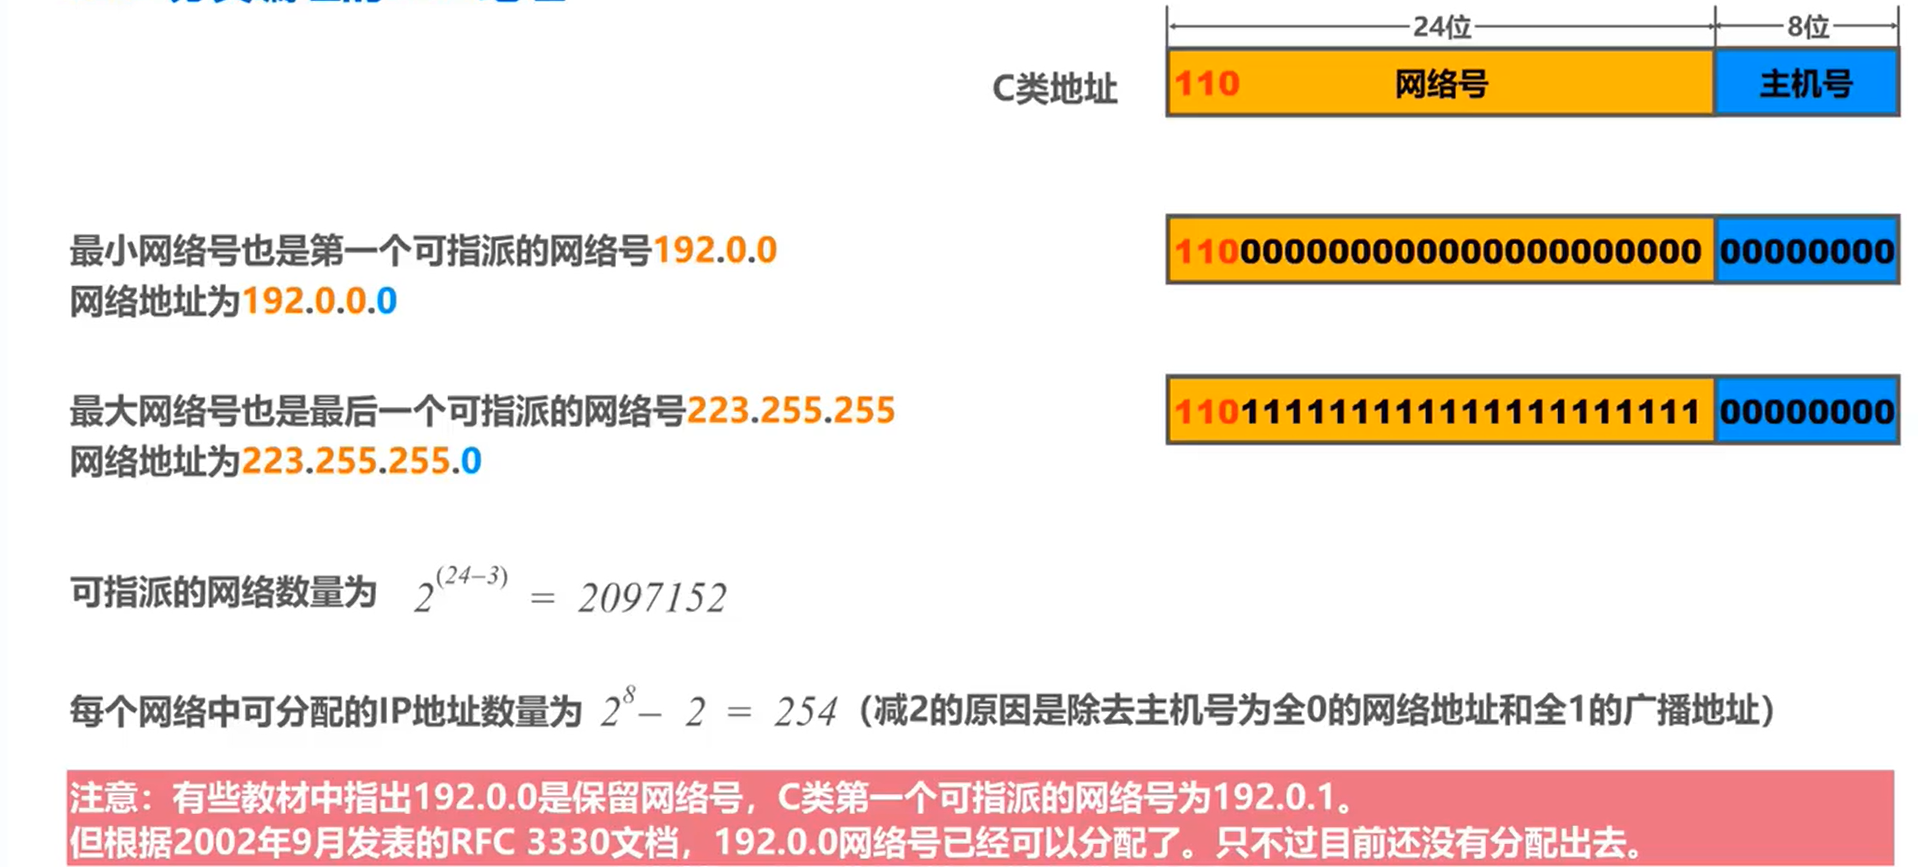 24位 8位
C类地址 110 网络号 主机号
最小网络号也是第一个可指派的网络号192.0.0
网络地址为192.0.0.0
110000000000000000000000 00000000
最大网络号也是最后一个可指派的网络号223.255.255
网络地址为223.255.255.0
110111111111111111111111 00000000
可指派的网络数量为 2^(24-3) = 2097152
每个网络中可分配的IP地址数量为 2^8 - 2 = 254（减2的原因是除去主机号为全0的网络地址和全1的广播地址）
注意：有些教材中指出192.0.0是保留网络号，C类第一个可指派的网络号为192.0.1。
但根据2002年9月发表的RFC 3330文档，192.0.0网络号已经可以分配了。只不过目前还没有分配出去。